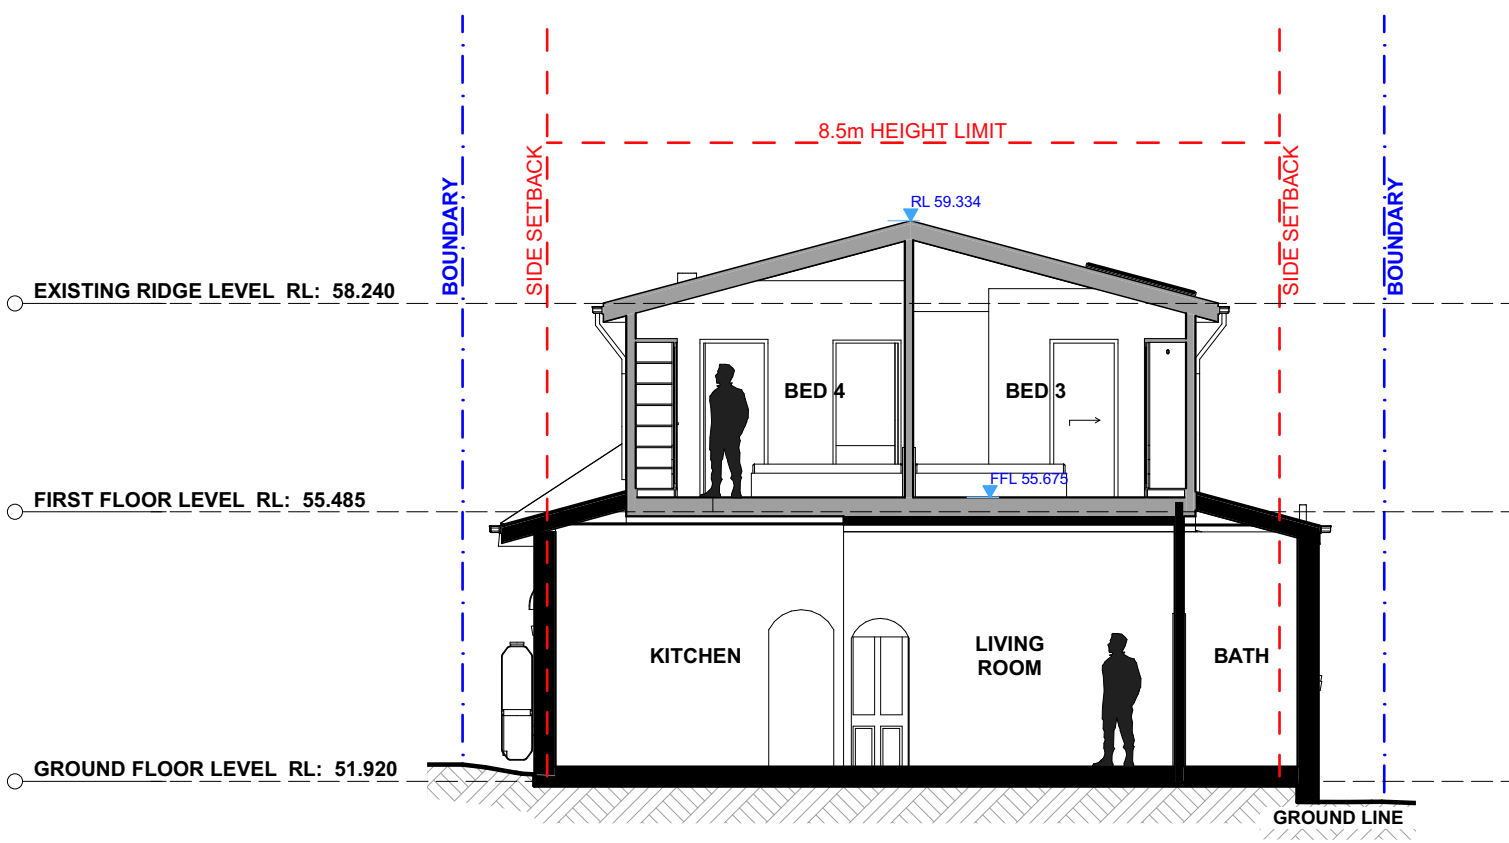 8.5m HEIGHT LIMIT
BOUNDARY
SIDE SETBACK
SIDE SETBACK
BOUNDARY
RL 59.334
EXISTING RIDGE LEVEL RL: 58.240
BED 4
BED 3
FFL 55.675
FIRST FLOOR LEVEL RL: 55.485
KITCHEN
LIVING
ROOM
BATH
GROUND FLOOR LEVEL RL: 51.920
GROUND LINE